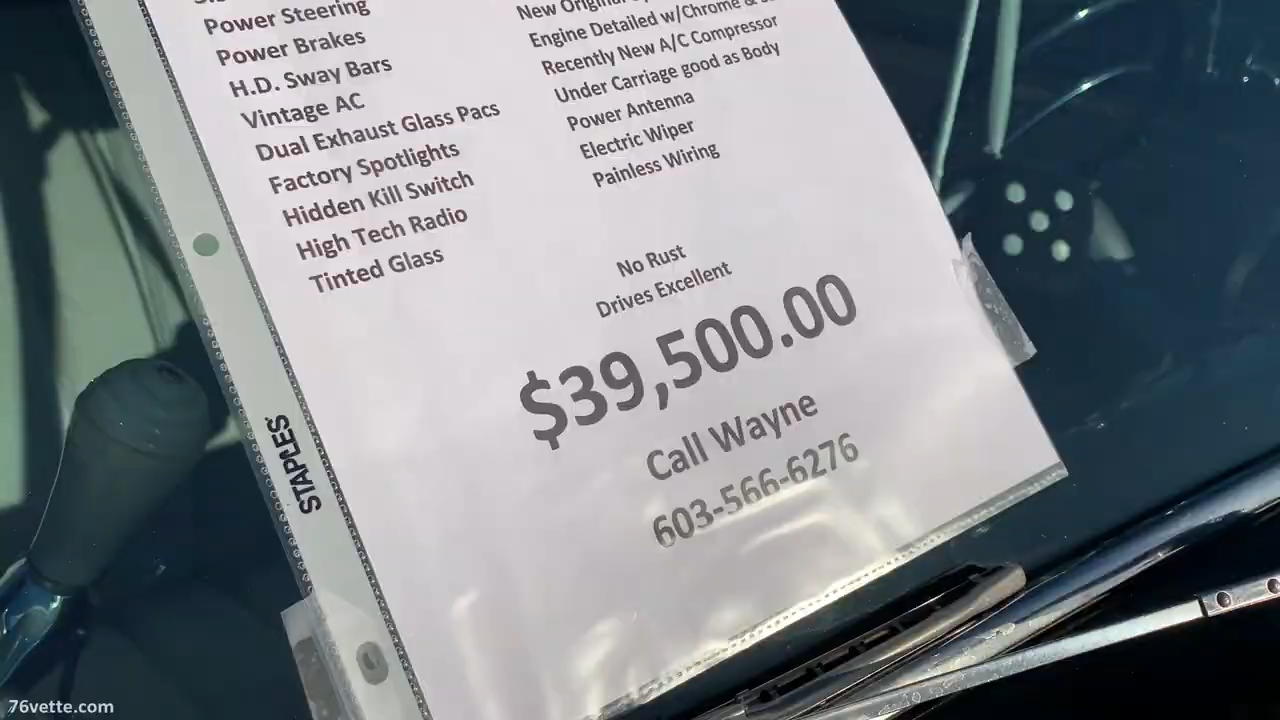 Power Steering
Power Brakes
H.D. Sway Bars
Vintage AC
Dual Exhaust Glass Pacs
Factory Spotlights
Hidden Kill Switch
High Tech Radio
Tinted Glass
New Original
Engine Detailed w/Chrome &
Recently New A/C Compressor
Under Carriage good as Body
Power Antenna
Electric Wiper
Painless Wiring
No Rust
Drives Excellent
$39,500.00
Call Wayne
603-566-6276
STAPLES
76vette.com